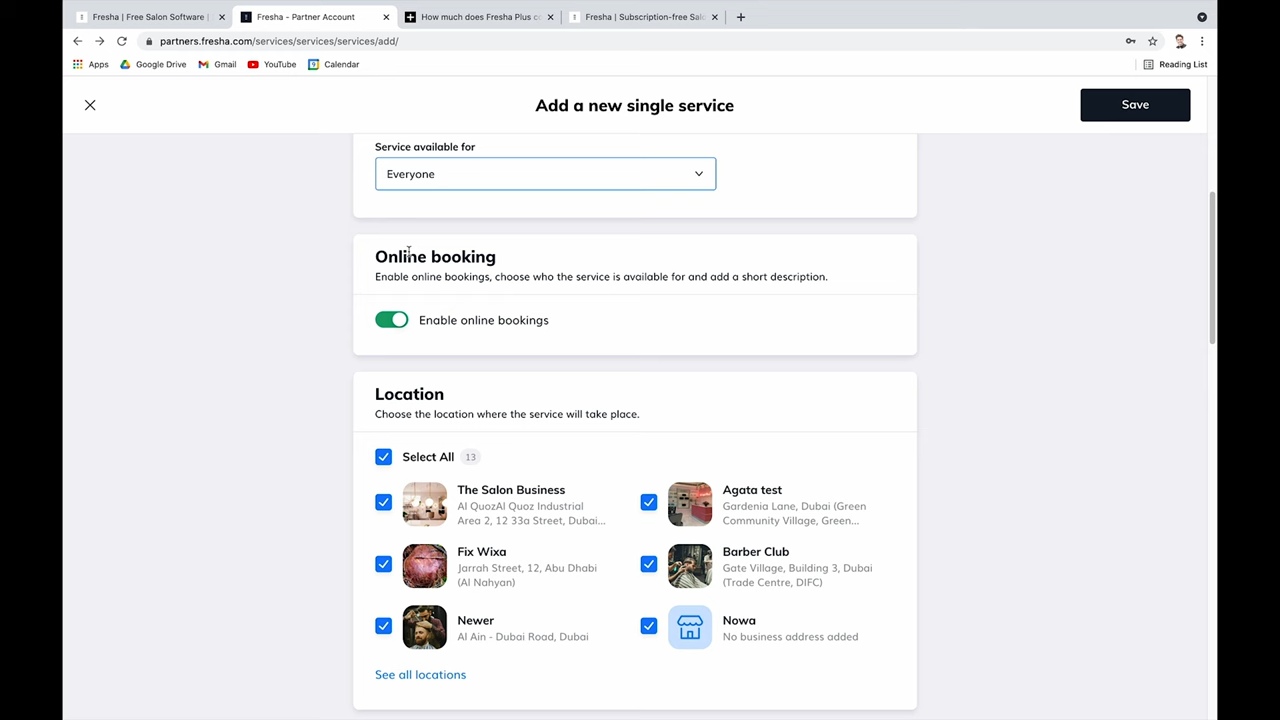 Fresha | Free Salon Software |
Fresha - Partner Account
How much does Fresha Plus co
Fresha | Subscription-free Sal
partners.fresha.com/services/services/services/add/
Apps
Google Drive
Gmail
YouTube
Calendar
Reading List
Add a new single service
Save
Service available for
Everyone
Online booking
Enable online bookings, choose who the service is available for and add a short description.
Enable online bookings
Location
Choose the location where the service will take place.
Select All 13
The Salon Business
Al QuozAl Quoz Industrial
Area 2, 12 33a Street, Dubai...
Agata test
Gardenia Lane, Dubai (Green
Community Village, Green...
Fix Wixa
Jarrah Street, 12, Abu Dhabi
(Al Nahyan)
Barber Club
Gate Village, Building 3, Dubai
(Trade Centre, DIFC)
Newer
Al Ain - Dubai Road, Dubai
Nowa
No business address added
See all locations